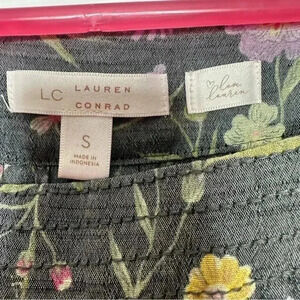 LC LAUREN
CONRAD
love,
lauren
S
MADE IN
INDONESIA